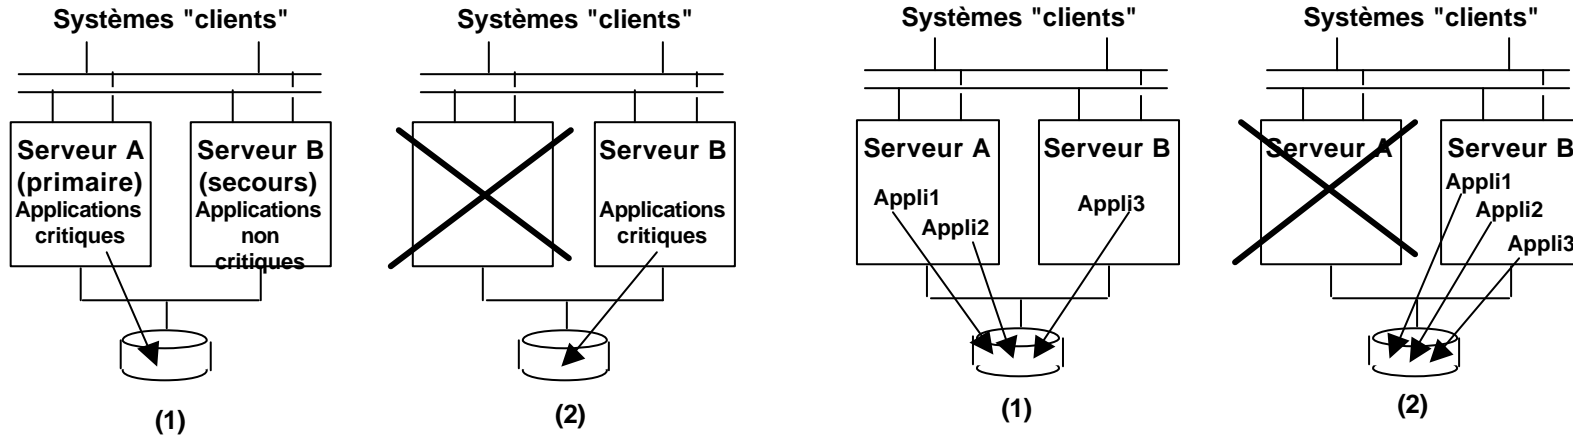 Systèmes "clients"
Serveur A
(primaire)
Applications
critiques
Serveur B
(secours)
Applications
non
critiques
(1)
Systèmes "clients"
Serveur B
Applications
critiques
(2)
Systèmes "clients"
Serveur A
Appli1
Appli2
Serveur B
Appli3
(1)
Systèmes "clients"
Serveur A
Serveur B
Appli1
Appli2
Appli3
(2)